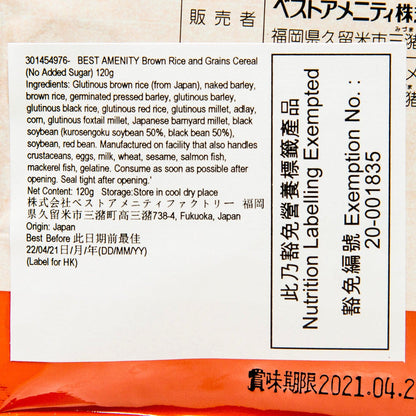 販売者
ベストアメニティ株
みづま
福岡県久留米市三猪
301454976- BEST AMENITY Brown Rice and Grains Cereal
(No Added Sugar) 120g
Ingredients: Glutinous brown rice (from Japan), naked barley,
brown rice, germinated pressed barley, glutinous barley,
glutinous black rice, glutinous red rice, glutinous millet, adlay,
corn, glutinous foxtail millet, Japanese barnyard millet, black
soybean (kurosengoku soybean 50%, black soybean 50%),
soybean, red bean. Manufactured on facility that also handles
crustaceans, eggs, milk, wheat, sesame, salmon fish,
mackerel fish, gelatine. Consume as soon as possible after
opening. Seal tight after opening.'
Net Content: 120g Storage:Store in cool dry place
株式会社ベストアメニティファクトリー 福岡
県久留米市三瀦町高三瀦738-4, Fukuoka, Japan
Origin: Japan
Best Before 此日期前最佳
22/04/21日/月/年(DD/MM/YY)
(Label for HK)
此乃豁免營養標籤產品
Nutrition Labelling Exempted
豁免編號 Exemption No. :
20-001835
賞味期限2021.04.2